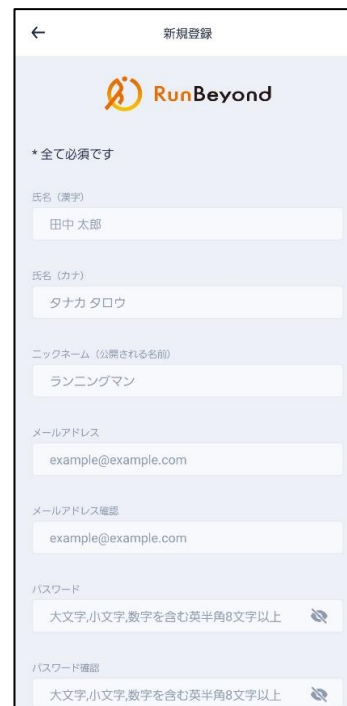 新規登録
RunBeyond
*全て必須です
氏名（漢字）
田中 太郎
氏名（カナ）
タナカ タロウ
ニックネーム（公開される名前）
ランニングマン
メールアドレス
example@example.com
メールアドレス確認
example@example.com
パスワード
大文字,小文字,数字を含む英半角8文字以上
パスワード確認
大文字,小文字,数字を含む英半角8文字以上